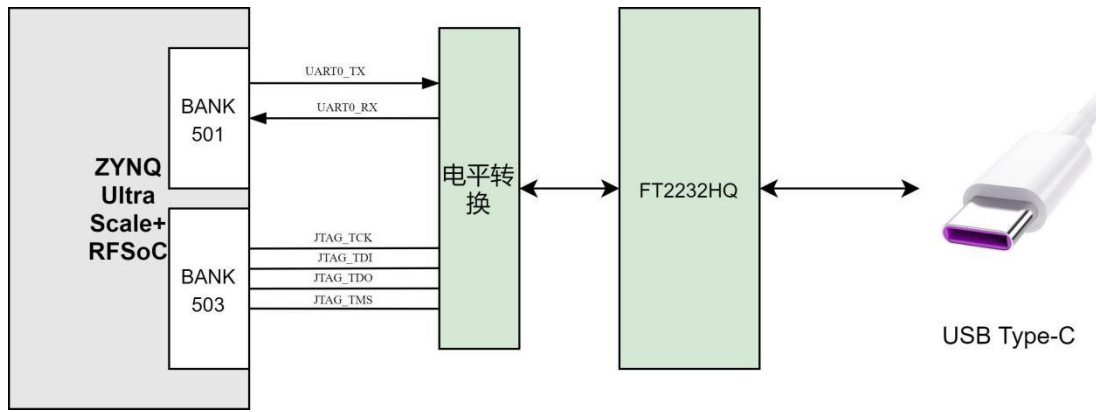 ZYNQ
Ultra
Scale+
RFSoC
BANK
501
BANK
503
UART0_TX
UART0_RX
JTAG_TCK
JTAG_TDI
JTAG_TDO
JTAG_TMS
电平转
换
FT2232HQ
USB Type-C